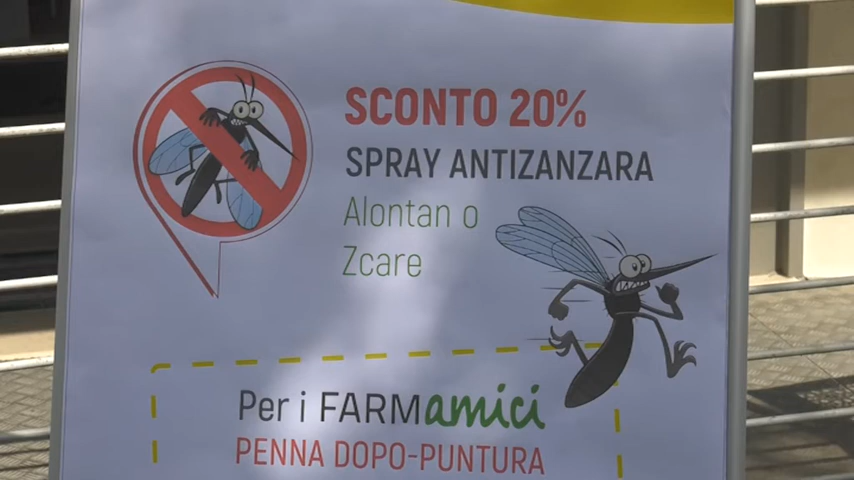 SCONTO 20%
SPRAY ANTIZANZARA
Alontan o
Zcare
Per i FARMamici
PENNA DOPO-PUNTURA